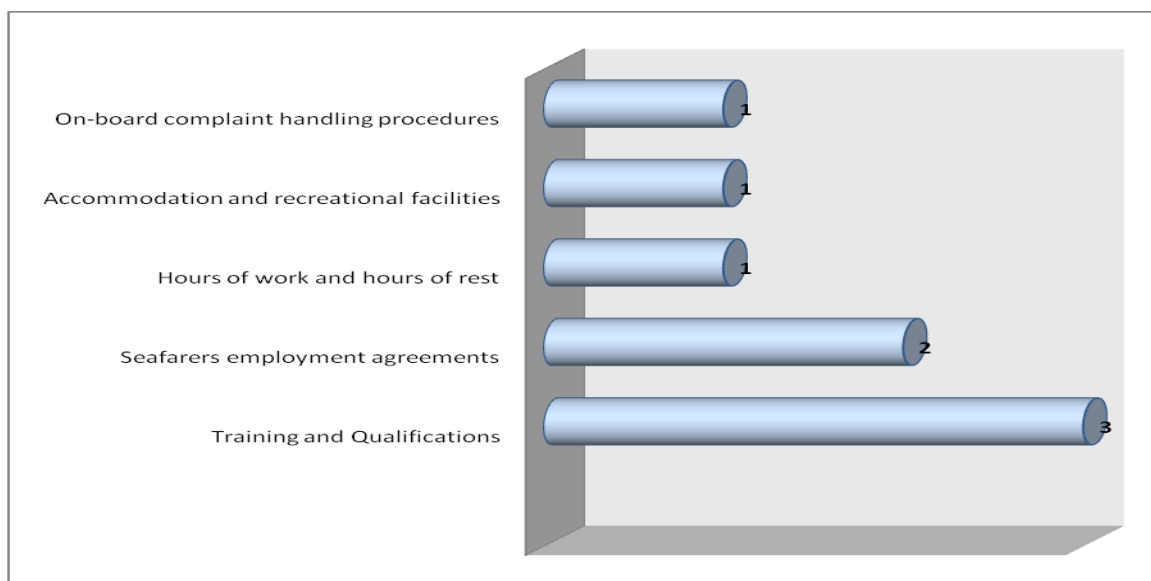 On-board complaint handling procedures
1
Accommodation and recreational facilities
1
Hours of work and hours of rest
1
Seafarers employment agreements
2
Training and Qualifications
3